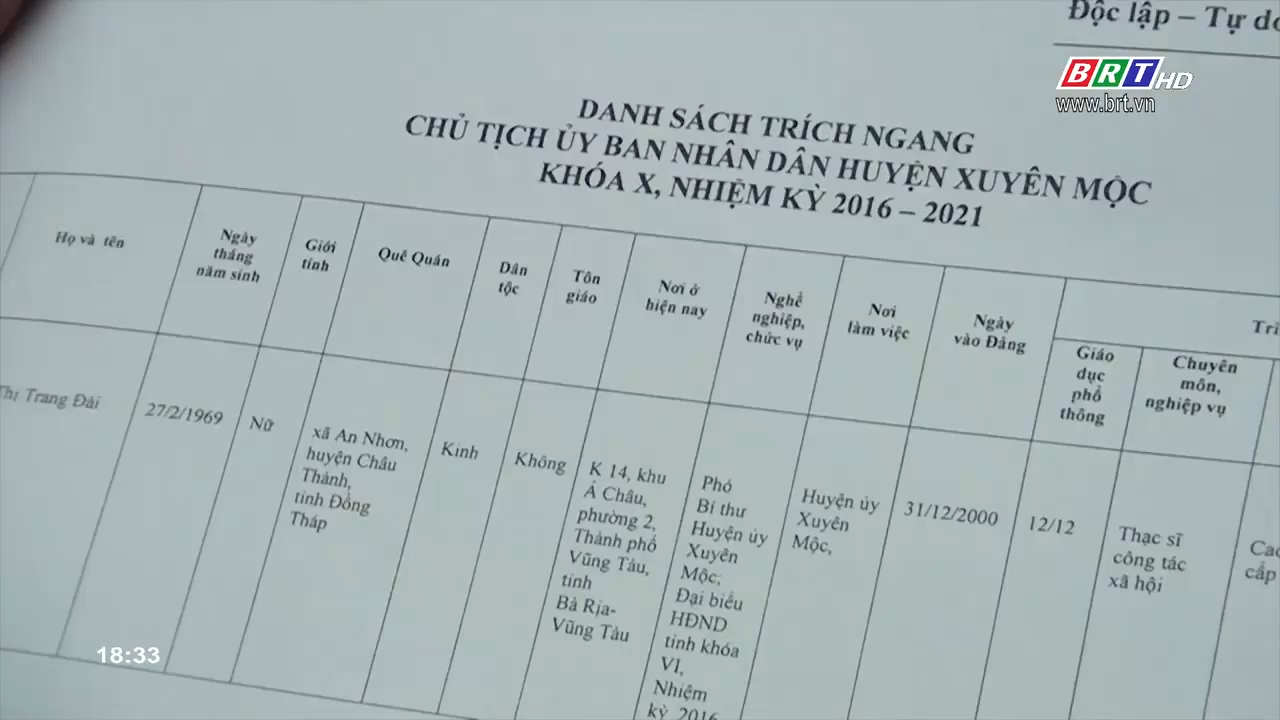 Độc lập – Tự do
BRT HD
www.brt.vn
DANH SÁCH TRÍCH NGANG
CHỦ TỊCH ỦY BAN NHÂN DÂN HUYỆN XUYÊN MỘC
KHÓA X, NHIỆM KỲ 2016 – 2021
Họ và tên
Ngày
tháng
năm sinh
Giới
tính
Quê Quán
Dân
tộc
Tôn
giáo
Nơi ở
hiện nay
Nghề
nghiệp,
chức vụ
Nơi
làm việc
Ngày
vào Đảng
Giáo
dục
phổ
thông
Chuyên
môn,
nghiệp vụ
Thị Trang Đài
27/2/1969
Nữ
xã An Nhơn,
huyện Châu
Thành,
tỉnh Đồng
Tháp
Kinh
Không
K 14, khu
Á Châu,
phường 2,
Thành phố
Vũng Tàu,
tỉnh
Bà Rịa-
Vũng Tàu
Phó
Bí thư
Huyện ủy
Xuyên
Mộc,
Đại biểu
HĐND
tỉnh khóa
VI,
Nhiệm
kỳ 2016
Huyện ủy
Xuyên
Mộc,
31/12/2000
12/12
Thạc sĩ
công tác
xã hội
cấp
18:33